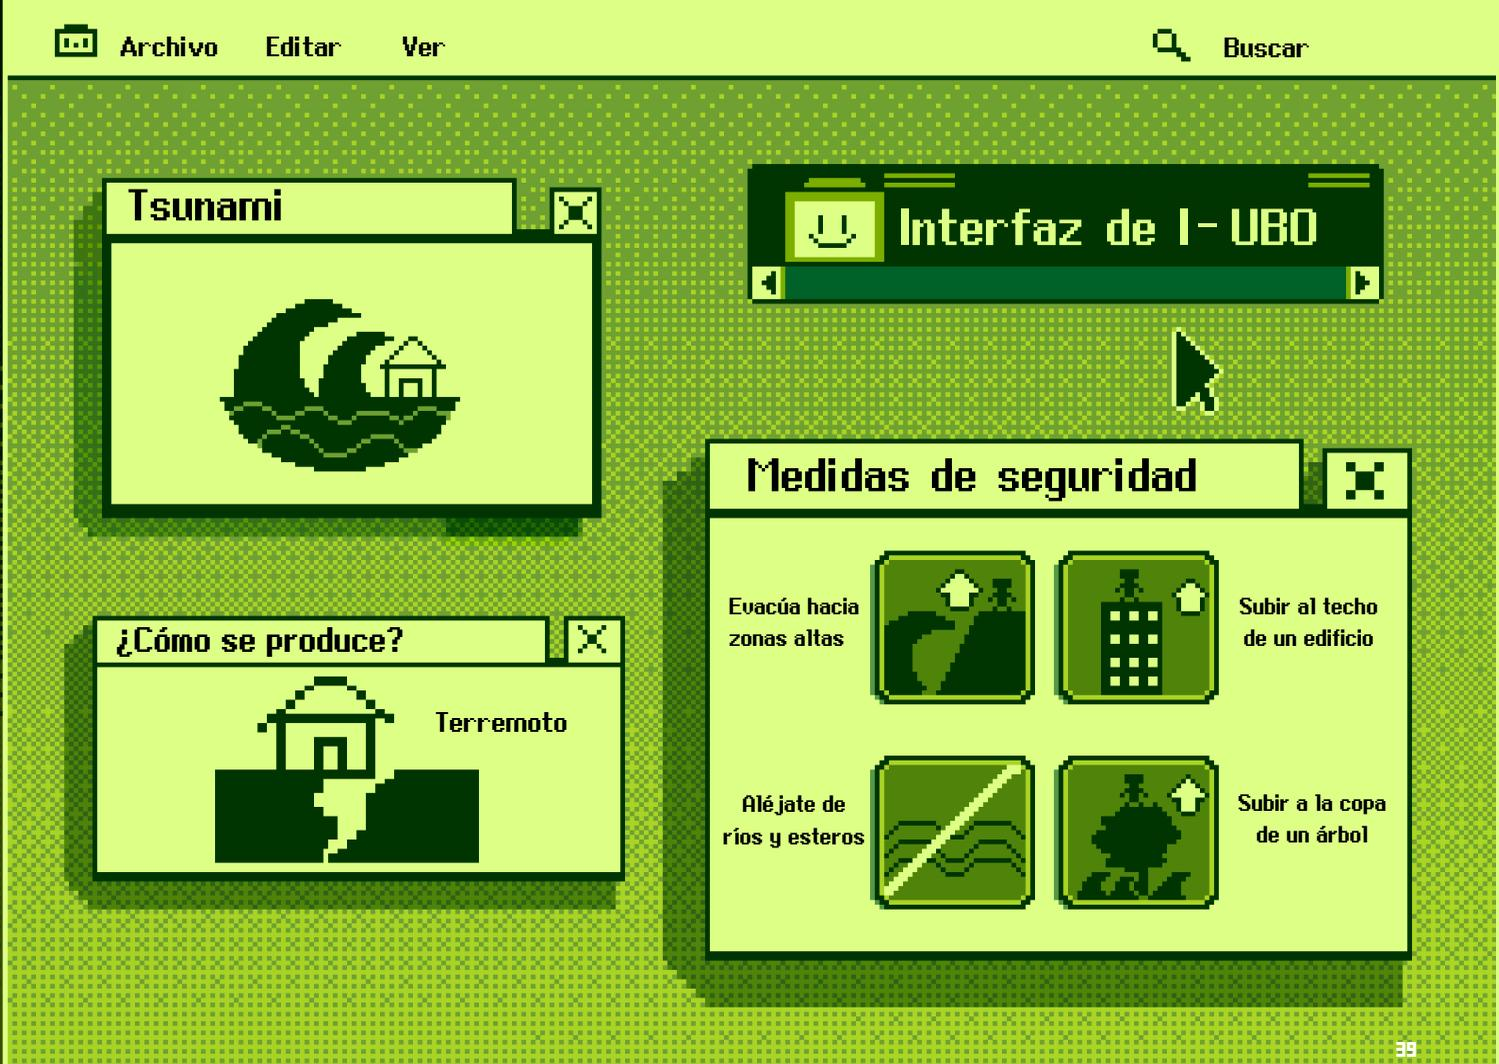 Archivo Editar Ver Buscar
Tsunami
Interfaz de I-UBO
Medidas de seguridad
Evacúa hacia
zonas altas
Subir al techo
de un edificio
¿Cómo se produce?
Terremoto
Aléjate de
ríos y esteros
Subir a la copa
de un árbol
39